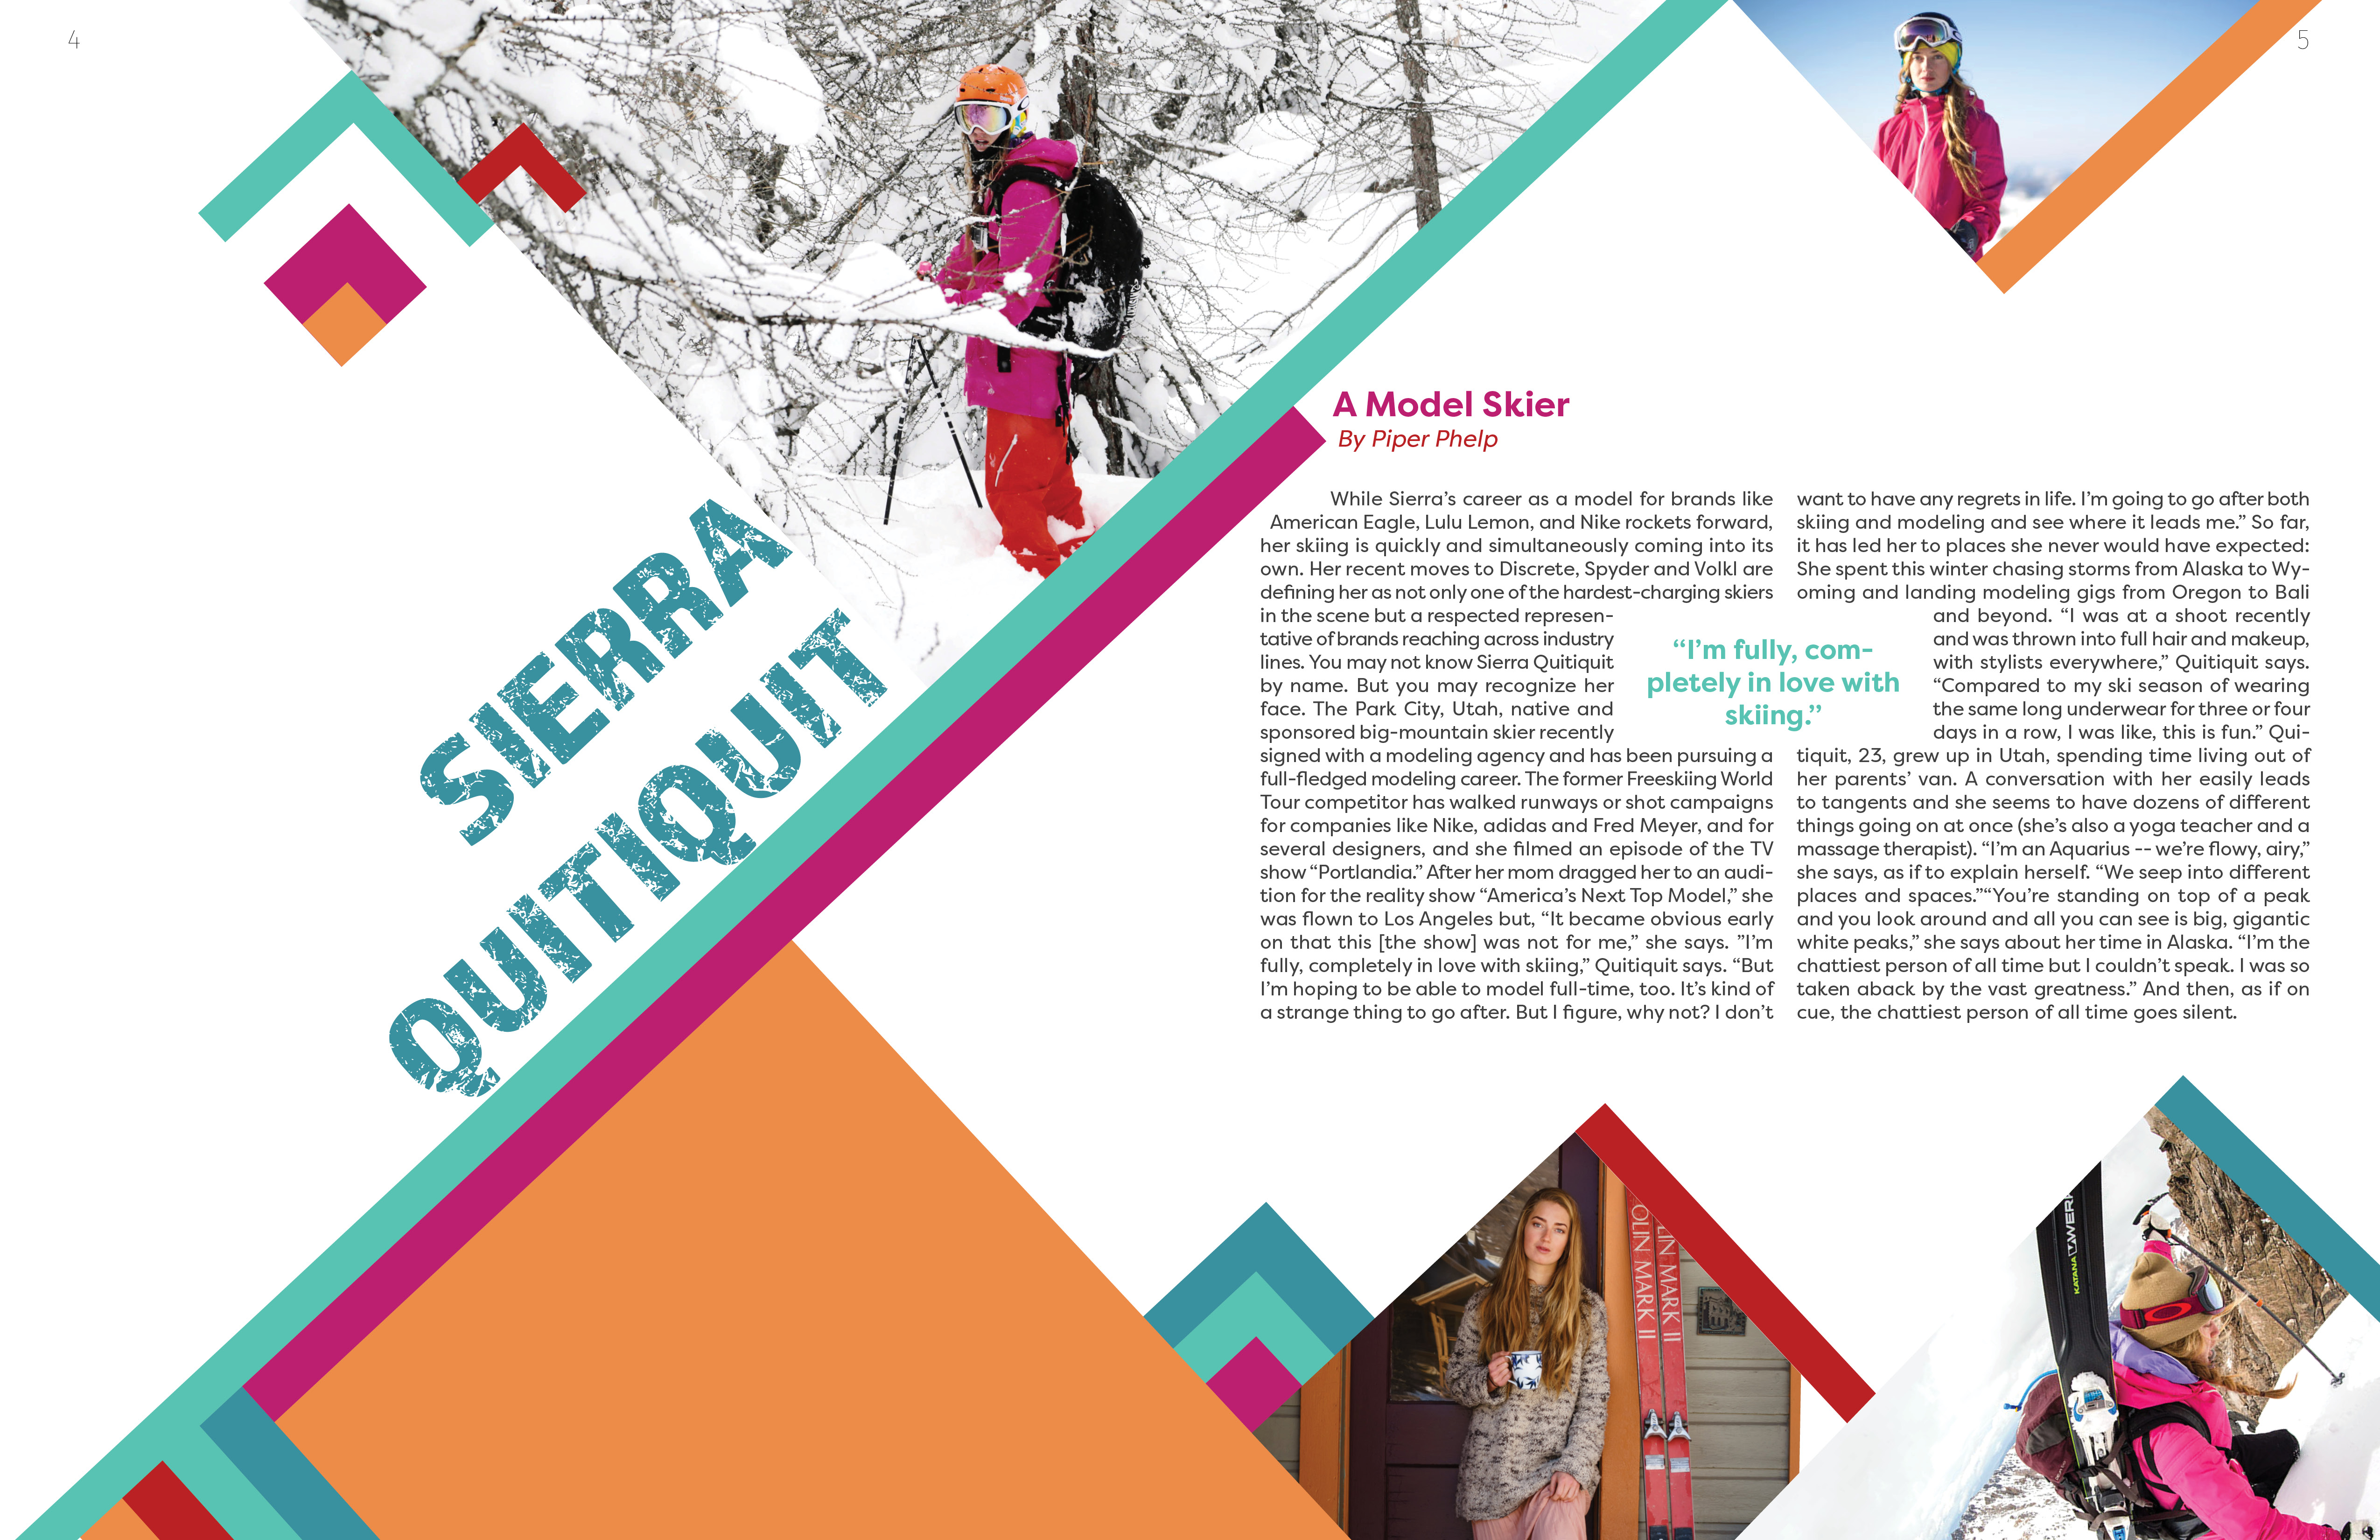 4
5
SIERRA
QUITIQUIT
A Model Skier
By Piper Phelp
While Sierra’s career as a model for brands like
American Eagle, Lulu Lemon, and Nike rockets forward,
her skiing is quickly and simultaneously coming into its
own. Her recent moves to Discrete, Spyder and Volkl are
defining her as not only one of the hardest-charging skiers
in the scene but a respected represen-
tative of brands reaching across industry
lines. You may not know Sierra Quitiquit
by name. But you may recognize her
face. The Park City, Utah, native and
sponsored big-mountain skier recently
signed with a modeling agency and has been pursuing a
full-fledged modeling career. The former Freeskiing World
Tour competitor has walked runways or shot campaigns
for companies like Nike, adidas and Fred Meyer, and for
several designers, and she filmed an episode of the TV
show “Portlandia.” After her mom dragged her to an audi-
tion for the reality show “America’s Next Top Model,” she
was flown to Los Angeles but, “It became obvious early
on that this [the show] was not for me,” she says. ”I’m
fully, completely in love with skiing,” Quitiquit says. “But
I’m hoping to be able to model full-time, too. It’s kind of
a strange thing to go after. But I figure, why not? I don’t
“I’m fully, com-
pletely in love with
skiing.”
want to have any regrets in life. I’m going to go after both
skiing and modeling and see where it leads me.” So far,
it has led her to places she never would have expected:
She spent this winter chasing storms from Alaska to Wy-
oming and landing modeling gigs from Oregon to Bali
and beyond. “I was at a shoot recently
and was thrown into full hair and makeup,
with stylists everywhere,” Quitiquit says.
“Compared to my ski season of wearing
the same long underwear for three or four
days in a row, I was like, this is fun.” Qui-
tiquit, 23, grew up in Utah, spending time living out of
her parents’ van. A conversation with her easily leads
to tangents and she seems to have dozens of different
things going on at once (she’s also a yoga teacher and a
massage therapist). “I’m an Aquarius -- we’re flowy, airy,”
she says, as if to explain herself. “We seep into different
places and spaces.”“You’re standing on top of a peak
and you look around and all you can see is big, gigantic
white peaks,” she says about her time in Alaska. “I’m the
chattiest person of all time but I couldn’t speak. I was so
taken aback by the vast greatness.” And then, as if on
cue, the chattiest person of all time goes silent.
OLIN MARK II
LIN MARK II
KATANA